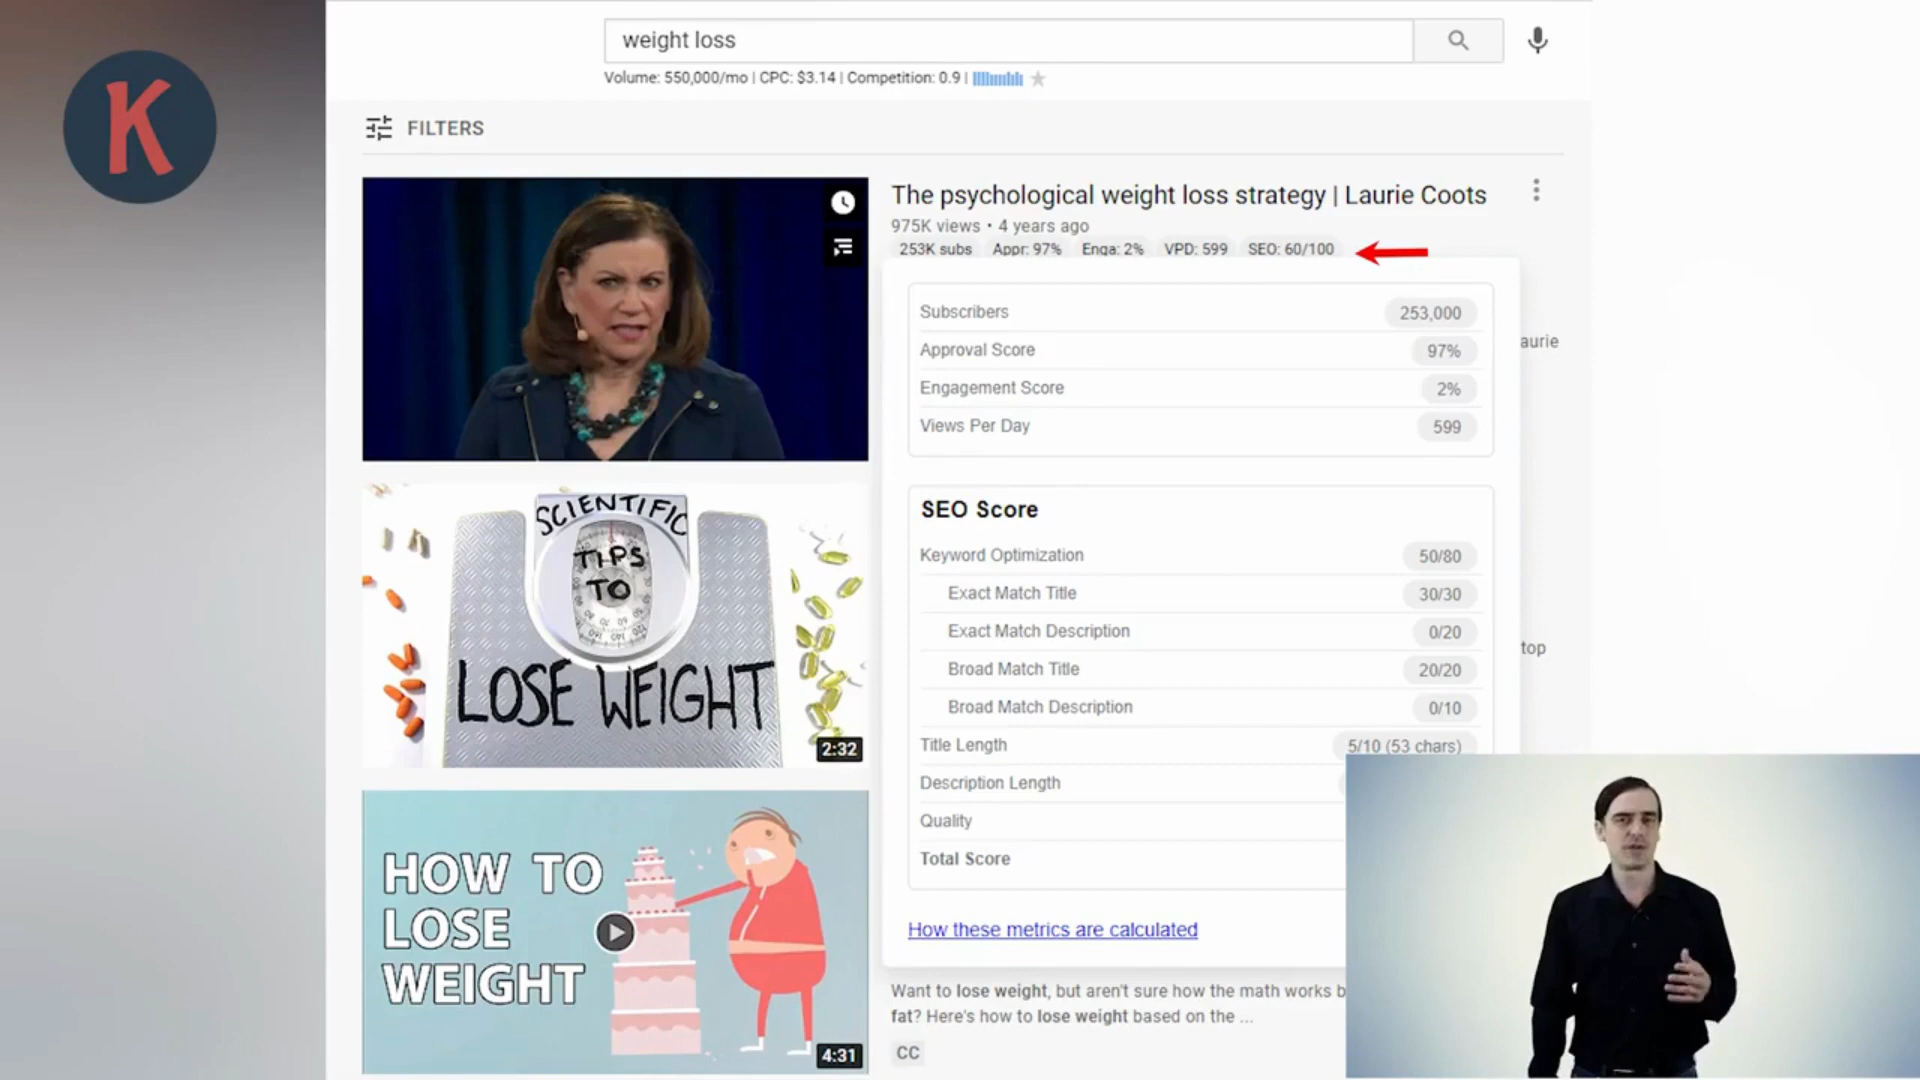 K
weight loss
Volume: 550,000/mo | CPC: $3.14 | Competition: 0.9 |
FILTERS
The psychological weight loss strategy | Laurie Coots
975K views • 4 years ago
253K subs Appr: 97% Enga: 2% VPD: 599 SEO: 60/100
Subscribers 253,000
aurie
Approval Score 97%
Engagement Score 2%
Views Per Day 599
SCIENTIFIC
TIPS
TO
LOSE WEIGHT
2:32
SEO Score
Keyword Optimization 50/80
Exact Match Title 30/30
Exact Match Description 0/20
top
Broad Match Title 20/20
Broad Match Description 0/10
Title Length 5/10 (53 chars)
Description Length
Quality
Total Score
How these metrics are calculated
HOW TO
LOSE
WEIGHT
4:31
Want to lose weight, but aren't sure how the math works b
fat? Here's how to lose weight based on the ...
CC